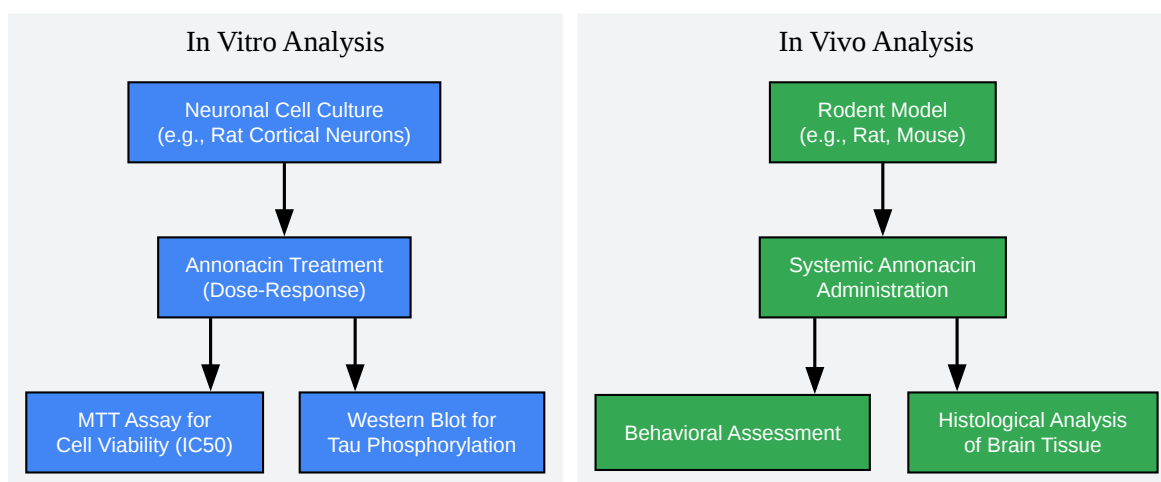 In Vitro Analysis
Neuronal Cell Culture
(e.g., Rat Cortical Neurons)
Annonacin Treatment
(Dose-Response)
MTT Assay for
Cell Viability (IC50)
Western Blot for
Tau Phosphorylation
In Vivo Analysis
Rodent Model
(e.g., Rat, Mouse)
Systemic Annonacin
Administration
Behavioral Assessment
Histological Analysis
of Brain Tissue